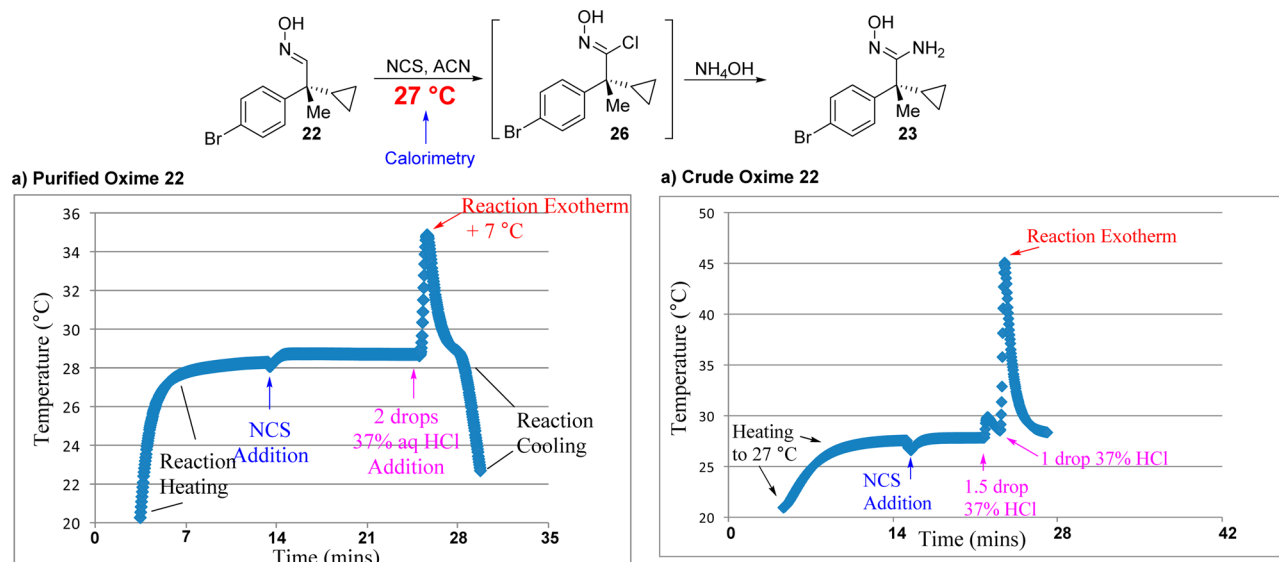 OH
N
Br
Me
22
NCS, ACN
27 °C
Calorimetry
OH
N
Cl
Br
Me
26
NH4OH
OH
N
NH2
Br
Me
23
a) Purified Oxime 22
Temperature (°C)
36
34
32
30
28
26
24
22
20
0
7
14
21
28
35
Time (mins)
Reaction Exotherm
+ 7 °C
Reaction
Heating
NCS
Addition
2 drops
37% aq HCl
Addition
Reaction
Cooling
a) Crude Oxime 22
Temperature (°C)
50
45
40
35
30
25
20
0
14
28
42
Time (mins)
Reaction Exotherm
Heating
to 27 °C
NCS
Addition
1.5 drop
37% HCl
1 drop 37% HCl